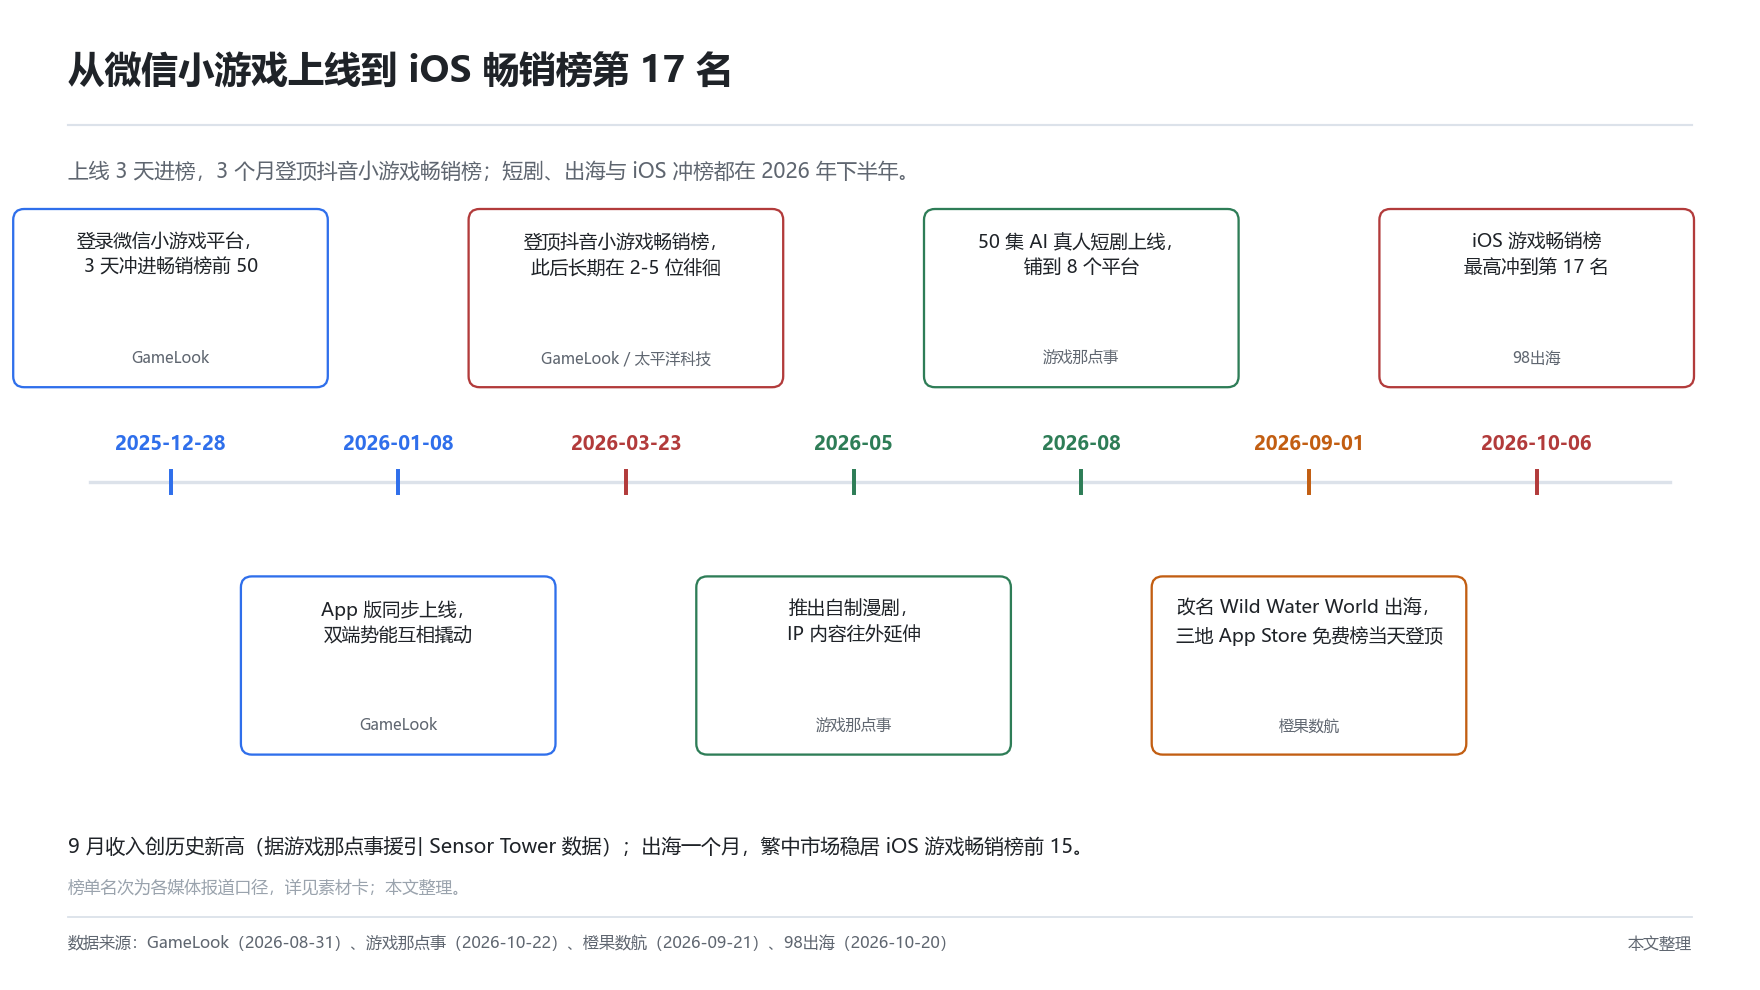 从微信小游戏上线到 iOS 畅销榜第 17 名
上线 3 天进榜，3 个月登顶抖音小游戏畅销榜；短剧、出海与 iOS 冲榜都在 2026 年下半年。
登录微信小游戏平台，
3 天冲进畅销榜前 50
GameLook
登顶抖音小游戏畅销榜，
此后长期在 2-5 位徘徊
GameLook / 太平洋科技
50 集 AI 真人短剧上线，
铺到 8 个平台
游戏那点事
iOS 游戏畅销榜
最高冲到第 17 名
98出海
2025-12-28
2026-01-08
2026-03-23
2026-05
2026-08
2026-09-01
2026-10-06
App 版同步上线，
双端势能互相撬动
GameLook
推出自制漫剧，
IP 内容往外延伸
游戏那点事
改名 Wild Water World 出海，
三地 App Store 免费榜当天登顶
橙果数航
9 月收入创历史新高（据游戏那点事援引 Sensor Tower 数据）；出海一个月，繁中市场稳居 iOS 游戏畅销榜前 15。
榜单名次为各媒体报道口径，详见素材卡；本文整理。
数据来源：GameLook（2026-08-31）、游戏那点事（2026-10-22）、橙果数航（2026-09-21）、98出海（2026-10-20）
本文整理